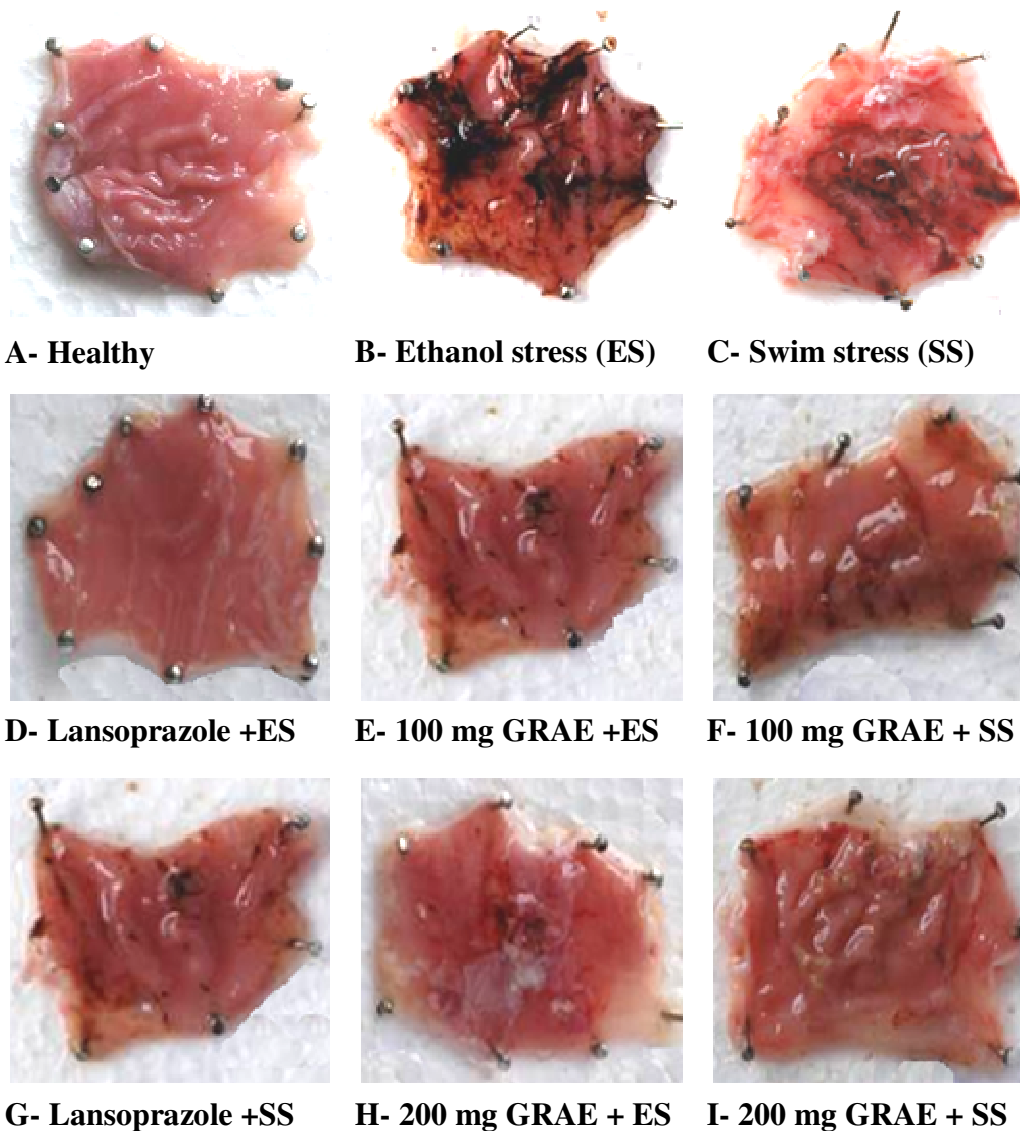 A- Healthy
B- Ethanol stress (ES)
C- Swim stress (SS)
D- Lansoprazole +ES
E- 100 mg GRAE +ES
F- 100 mg GRAE + SS
G- Lansoprazole +SS
H- 200 mg GRAE + ES
I- 200 mg GRAE + SS